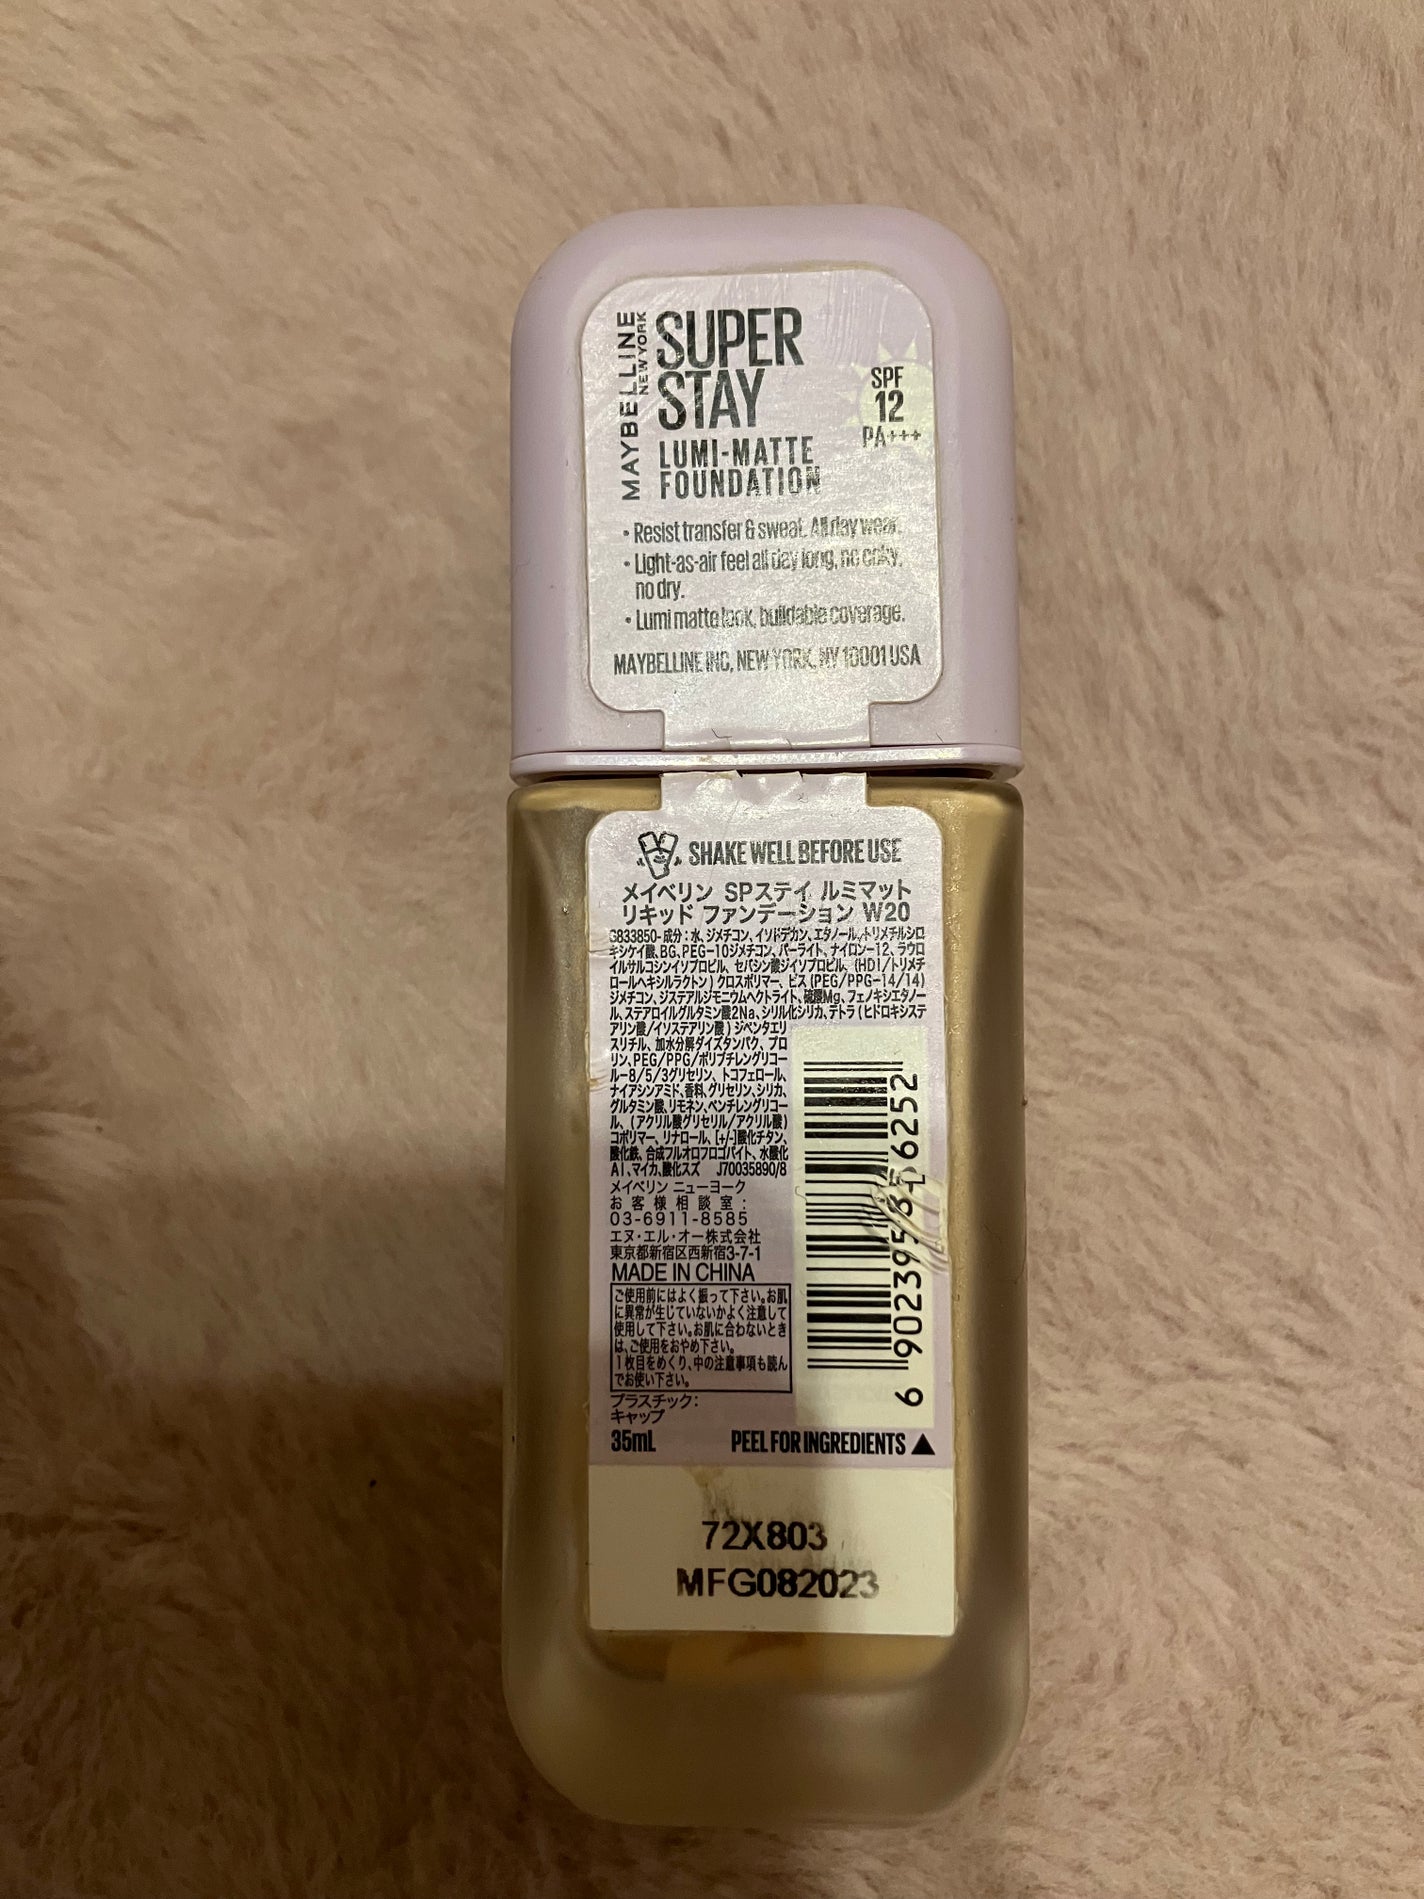 MAYBELLINE
NEW YORK
SUPER
STAY
LUMI-MATTE
FOUNDATION
SPF
12
PA+++
• Resist transfer & sweat. All day wear.
• Light-as-air feel all day long, no caky,
no dry.
• Lumi matte look, buildable coverage.
MAYBELLINE INC, NEW YORK, NY 10001 USA
SHAKE WELL BEFORE USE
メイベリン SPステイ ルミマット
リキッド ファンデーション W20
G833850- 成分：水、ジメチコン、イソドデカン、エタノール、トリメチルシロ
キシケイ酸、BG、PEG-10ジメチコン、パーライト、ナイロン-12、ラウロ
イルサルコシンイソプロピル、セバシン酸ジイソプロピル、(HDI/トリメチ
ロールヘキシルラクトン)クロスポリマー、ビス(PEG/PPG-14/14)
ジメチコン、ジステアルジモニウムヘクトライト、硫酸Mg、フェノキシエタノー
ル、ステアロイルグルタミン酸2Na、シリル化シリカ、テトラ(ヒドロキシステ
アリン酸/イソステアリン酸)ジペンタエリ
スリチル、加水分解ダイズタンパク、プロ
リン、PEG/PPG/ポリブチレングリコー
ル-8/5/3グリセリン、トコフェロール、
ナイアシンアミド、香料、グリセリン、シリカ、
グルタミン酸、リモネン、ペンチレングリコー
ル、(アクリル酸グリセリル/アクリル酸)
コポリマー、リナロール、[+/-]酸化チタン、
酸化鉄、合成フルオロフロゴパイト、水酸化
Al、マイカ、酸化スズ J70035890/8
メイベリン ニューヨーク
お客様相談室：
03-6911-8585
エヌ・エル・オー株式会社
東京都新宿区西新宿3-7-1
MADE IN CHINA
ご使用前にはよく振って下さい。お肌
に異常が生じていないかよく注意して
使用して下さい。お肌に合わないとき
は、ご使用をおやめ下さい。
1枚目をめくり、中の注意事項も読ん
でお使い下さい。
プラスチック：
キャップ
35mL
PEEL FOR INGREDIENTS ▲
72X803
MFG082023